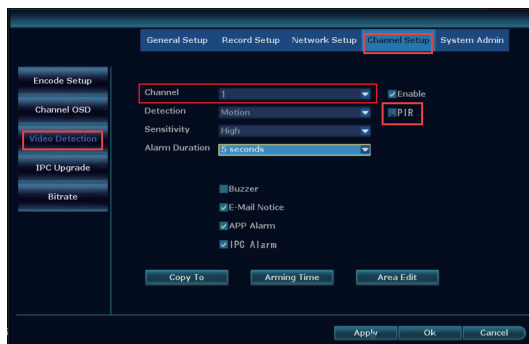 General Setup Record Setup Network Setup Channel Setup System Admin
Encode Setup
Channel OSD
Video Detection
IPC Upgrade
Bitrate
Channel 1 Enable
Detection Motion PIR
Sensitivity High
Alarm Duration 5 seconds
Buzzer
E-Mail Notice
APP Alarm
IPC Alarm
Copy To Arming Time Area Edit
Apply Ok Cancel